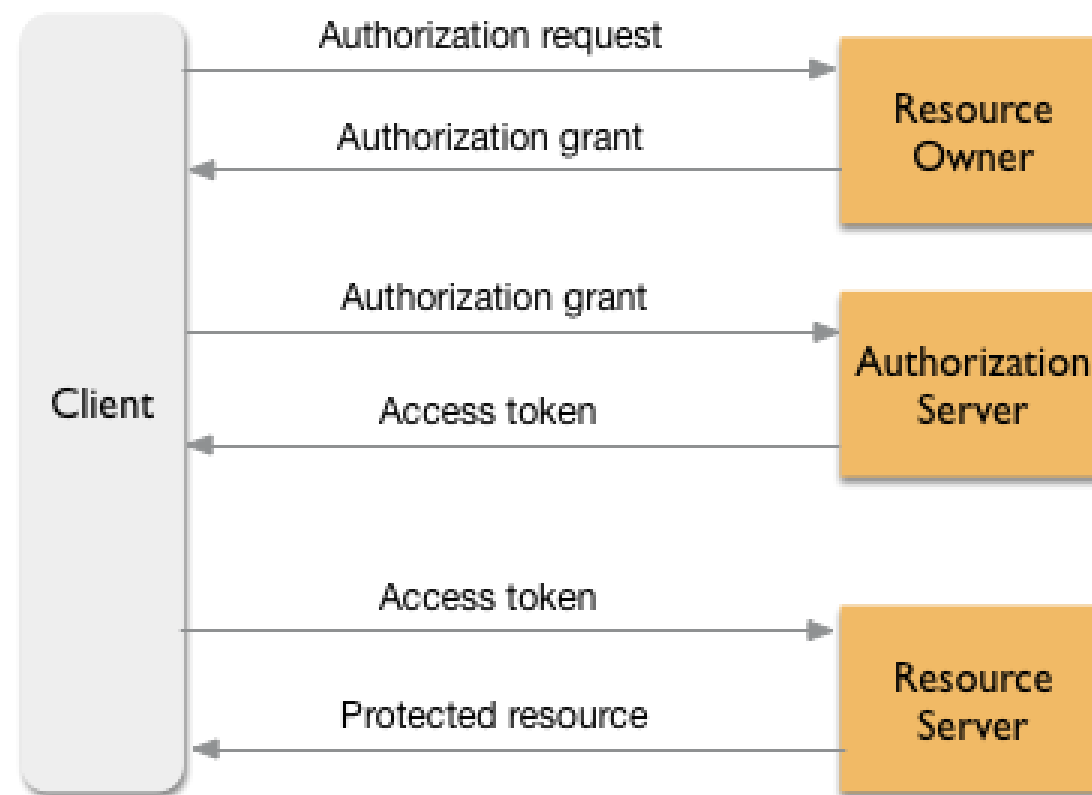 Authorization request
Resource
Owner
Authorization grant
Authorization grant
Authorization
Server
Client
Access token
Access token
Resource
Server
Protected resource